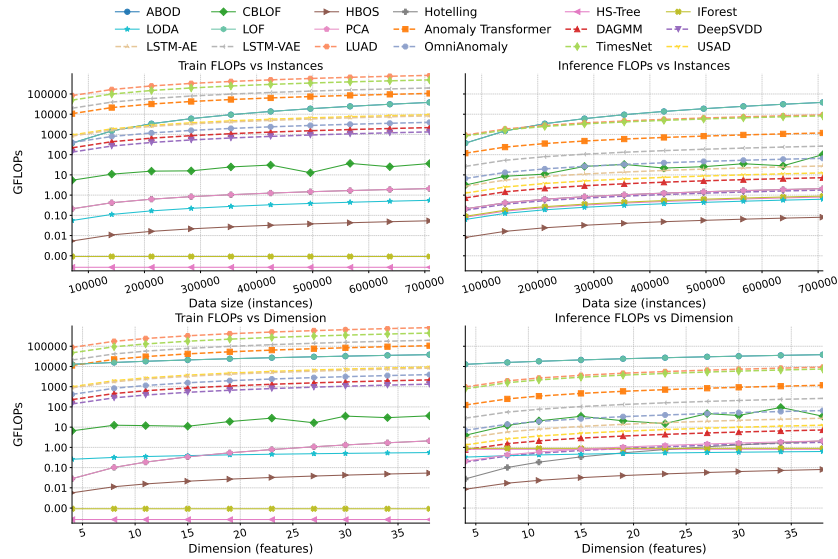 ABOD CBLOF HBOS Hotelling HS-Tree IForest
LODA LOF PCA Anomaly Transformer DAGMM DeepSVDD
LSTM-AE LSTM-VAE LUAD OmniAnomaly TimesNet USAD
Train FLOPs vs Instances Inference FLOPs vs Instances
100000
10000
1000
100
10
1.00
0.10
0.01
0.00
GFLOPs
100000 200000 300000 400000 500000 600000 700000 100000 200000 300000 400000 500000 600000 700000
Data size (instances) Data size (instances)
Train FLOPs vs Dimension Inference FLOPs vs Dimension
100000
10000
1000
100
10
1.00
0.10
0.01
0.00
GFLOPs
5 10 15 20 25 30 35 5 10 15 20 25 30 35
Dimension (features) Dimension (features)